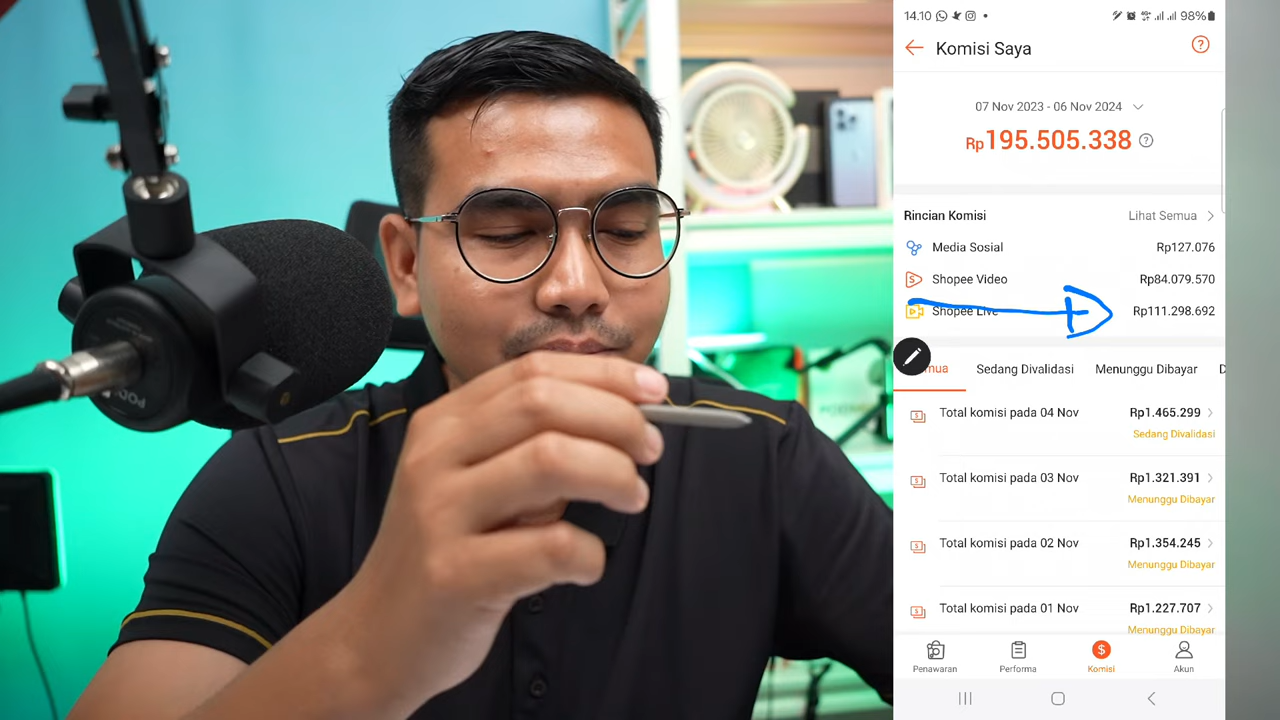 14.10
98%
Komisi Saya
07 Nov 2023 - 06 Nov 2024
Rp195.505.338
Rincian Komisi
Lihat Semua
Media Sosial
Rp127.076
Shopee Video
Rp84.079.570
Shopee Live
Rp111.298.692
Sedang Divalidasi
Menunggu Dibayar
Total komisi pada 04 Nov
Rp1.465.299
Sedang Divalidasi
Total komisi pada 03 Nov
Rp1.321.391
Menunggu Dibayar
Total komisi pada 02 Nov
Rp1.354.245
Menunggu Dibayar
Total komisi pada 01 Nov
Rp1.227.707
Menunggu Dibayar
Penawaran
Performa
Komisi
Akun